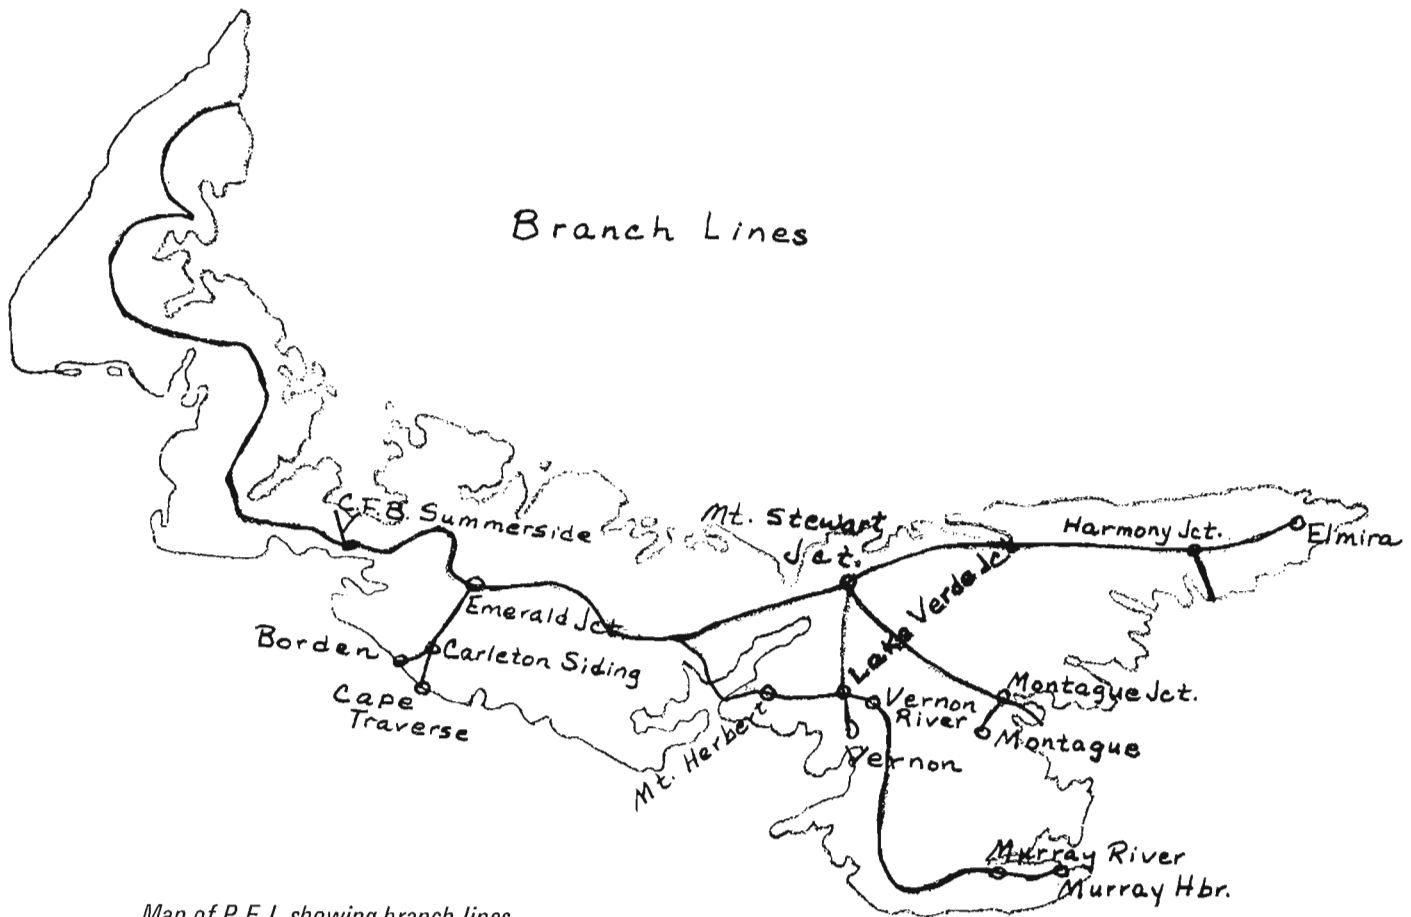 Branch Lines
C.F.B. Summerside
Mt. Stewart
Jct.
Harmony Jct.
Elmira
Emerald Jct
Lake Verde Jct
Borden
Carleton Siding
Cape
Traverse
Montague Jct.
Vernon
River
Montague
Mt. Herbert
Vernon
Murray River
Murray Hbr.
Map of P.E.I. showing branch lines